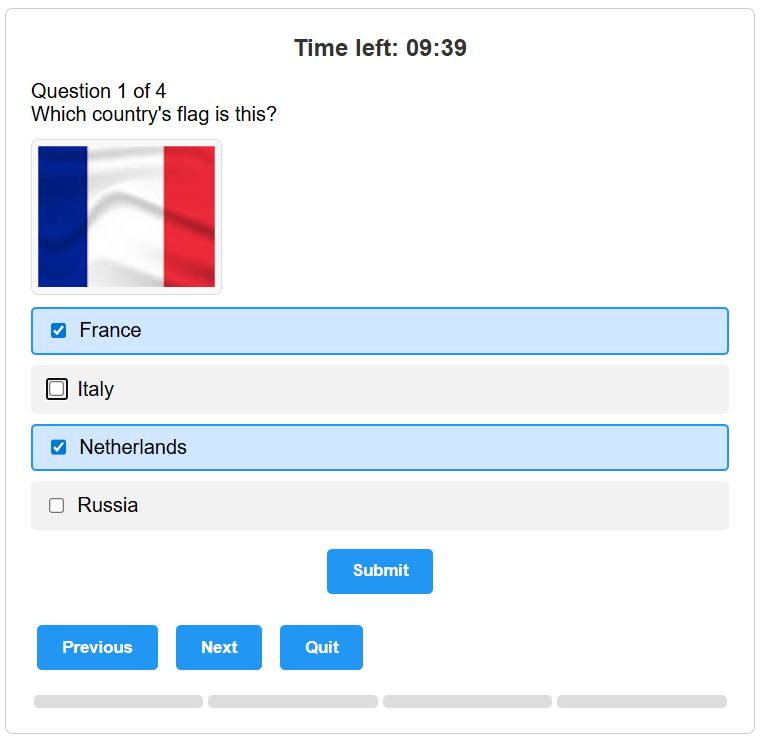 Time left: 09:39
Question 1 of 4
Which country's flag is this?
France
Italy
Netherlands
Russia
Submit
Previous Next Quit